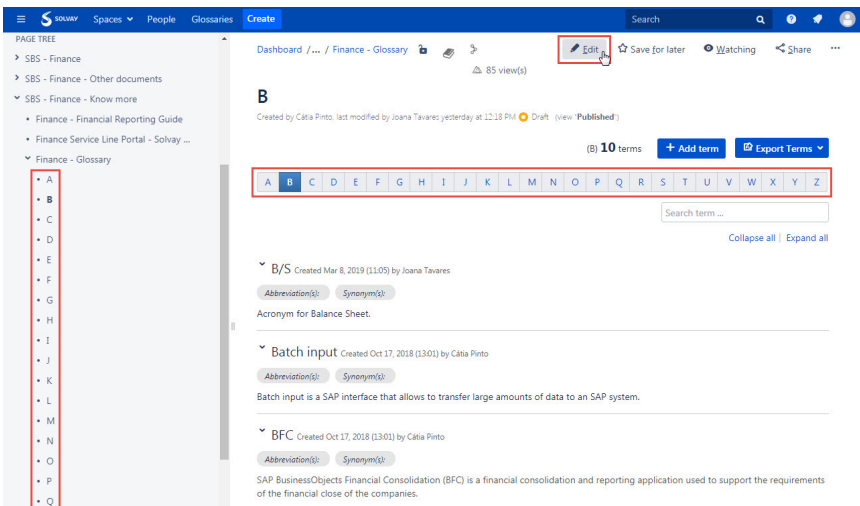 SOLVAY Spaces People Glossaries Create Search
PAGE TREE
SBS - Finance
SBS - Finance - Other documents
SBS - Finance - Know more
Finance - Financial Reporting Guide
Finance Service Line Portal - Solvay ...
Finance - Glossary
A
B
C
D
E
F
G
H
I
J
K
L
M
N
O
P
Q
Dashboard /... / Finance - Glossary
85 view(s)
Edit Save for later Watching Share ...
B
Created by Cátia Pinto, last modified by Joana Tavares yesterday at 12:18 PM Draft (view 'Published')
(B) 10 terms + Add term Export Terms
A B C D E F G H I J K L M N O P Q R S T U V W X Y Z
Search term ...
Collapse all | Expand all
B/S Created Mar 8, 2019 (11:05) by Joana Tavares
Abbreviation(s): Synonym(s):
Acronym for Balance Sheet.
Batch input Created Oct 17, 2018 (13:01) by Cátia Pinto
Abbreviation(s): Synonym(s):
Batch input is a SAP interface that allows to transfer large amounts of data to an SAP system.
BFC Created Oct 17, 2018 (13:01) by Cátia Pinto
Abbreviation(s): Synonym(s):
SAP BusinessObjects Financial Consolidation (BFC) is a financial consolidation and reporting application used to support the requirements
of the financial close of the companies.